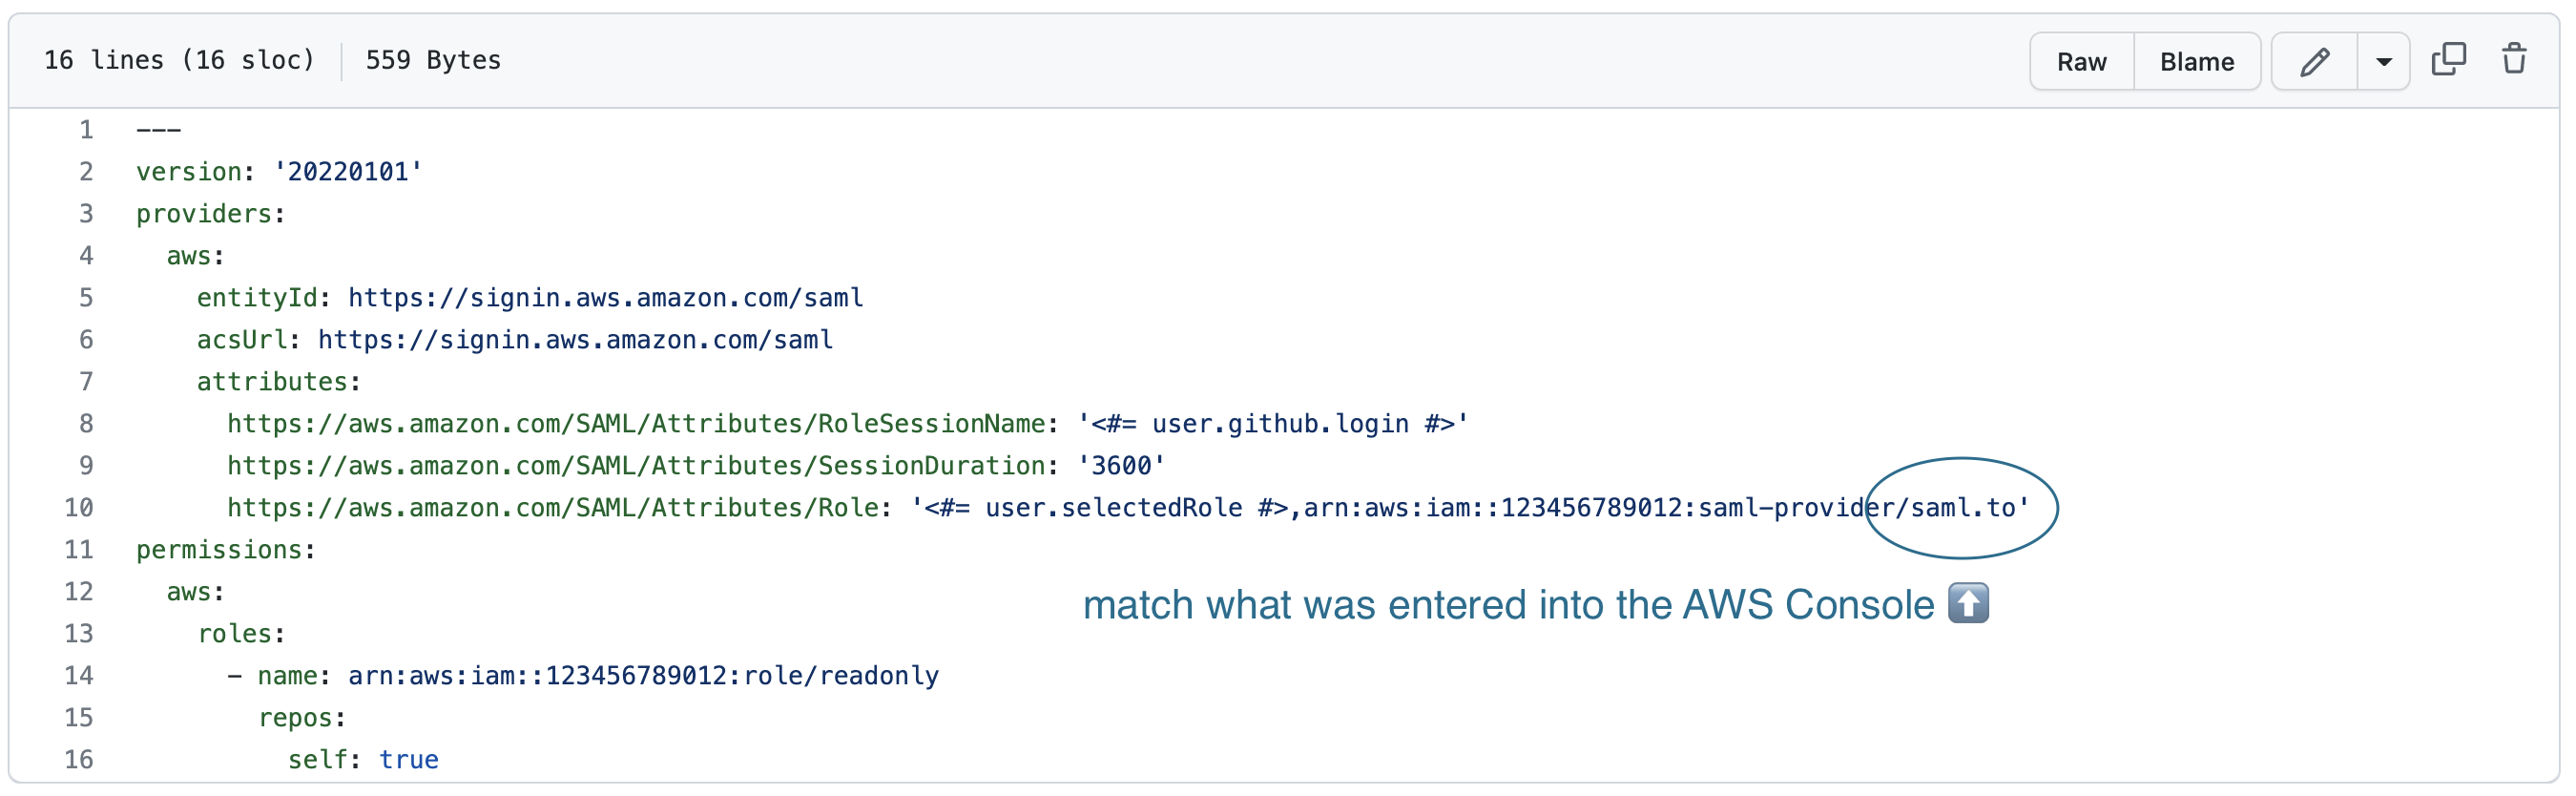 16 lines (16 sloc) 559 Bytes Raw Blame
1 ---
2 version: '20220101'
3 providers:
4   aws:
5     entityId: https://signin.aws.amazon.com/saml
6     acsUrl: https://signin.aws.amazon.com/saml
7     attributes:
8       https://aws.amazon.com/SAML/Attributes/RoleSessionName: '<#= user.github.login #>'
9       https://aws.amazon.com/SAML/Attributes/SessionDuration: '3600'
10       https://aws.amazon.com/SAML/Attributes/Role: '<#= user.selectedRole #>,arn:aws:iam::123456789012:saml-provider/saml.to'
11 permissions:
12   aws:
match what was entered into the AWS Console ⬆️
13     roles:
14       - name: arn:aws:iam::123456789012:role/readonly
15         repos:
16           self: true